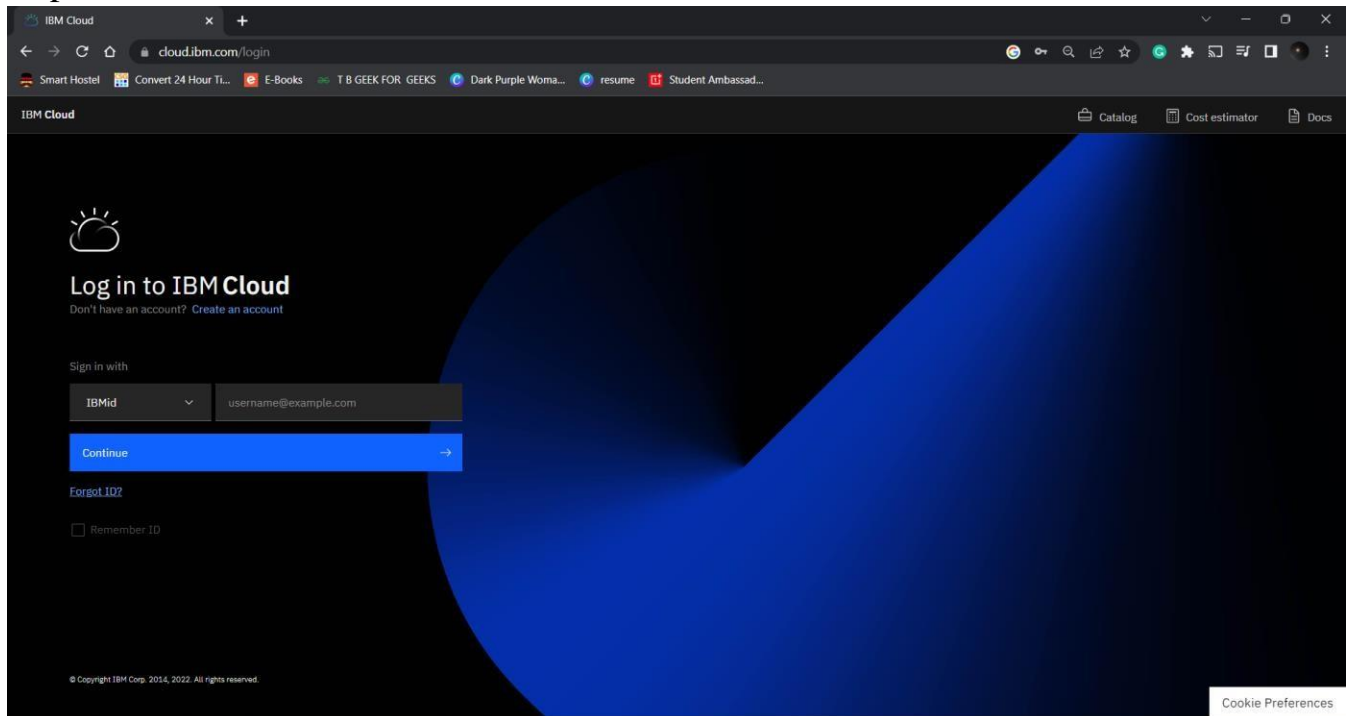 IBM Cloud
cloud.ibm.com/login
Smart Hostel Convert 24 Hour Ti... E-Books T B GEEK FOR GEEKS Dark Purple Woma... resume Student Ambassad...
IBM Cloud Catalog Cost estimator Docs
Log in to IBM Cloud
Don't have an account? Create an account
Sign in with
IBMid username@example.com
Continue
Forgot ID?
Remember ID
© Copyright IBM Corp. 2014, 2022. All rights reserved.
Cookie Preferences